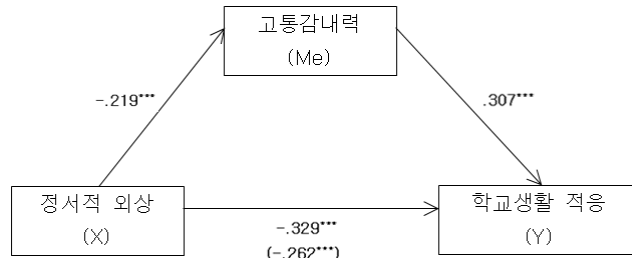 고통감내력
(Me)
-.219***
.307***
정서적 외상
(X)
-.329***
(-.262***)
학교생활 적응
(Y)